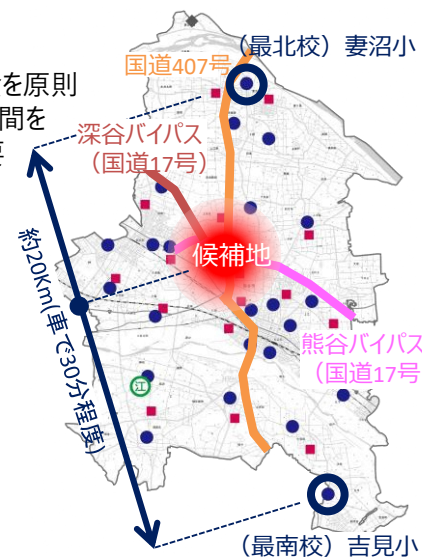 （最北校）妻沼小
国道407号
を原則
間を
深谷バイパス
（国道17号）
候補地
約20Km(車で30分程度)
熊谷バイパス
（国道17号
江
（最南校）吉見小